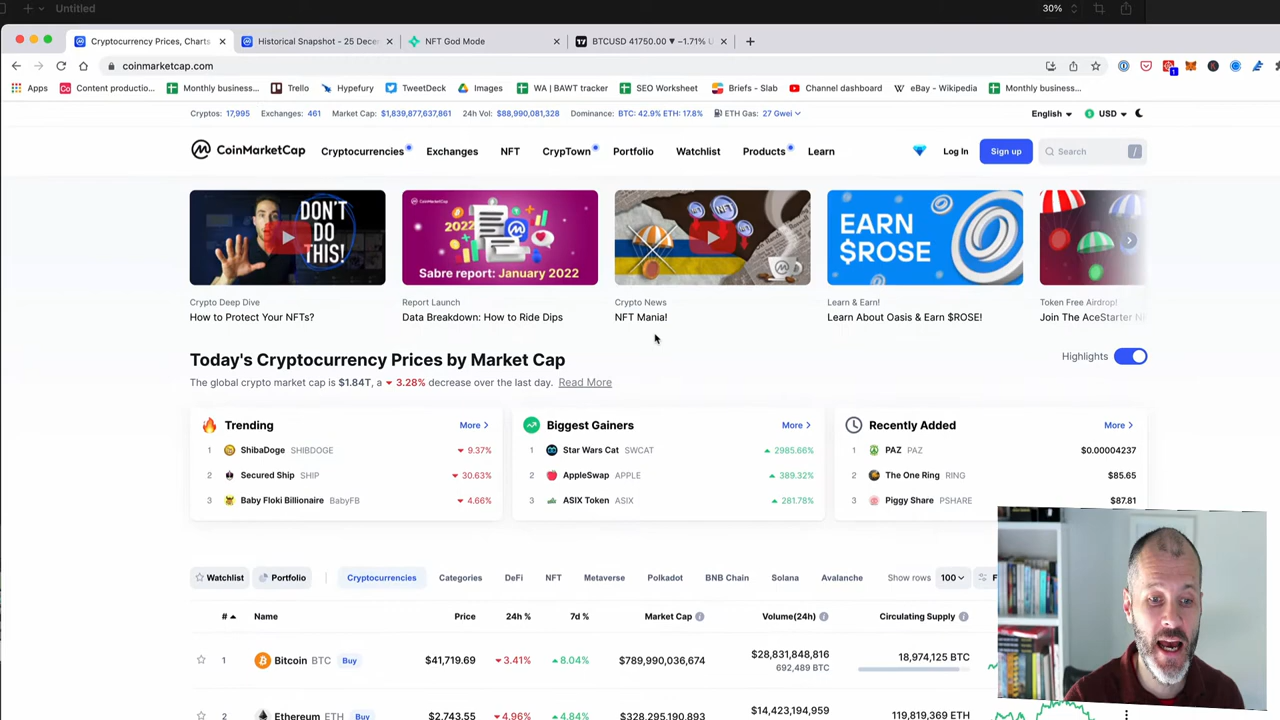 Untitled
30%
Cryptocurrency Prices, Charts
Historical Snapshot - 25 Dece
NFT God Mode
BTCUSD 41750.00 ▼ −1.71% U
coinmarketcap.com
Apps
Content productio...
Monthly business...
Trello
Hypefury
TweetDeck
Images
WA | BAWT tracker
SEO Worksheet
Briefs - Slab
Channel dashboard
eBay - Wikipedia
Monthly business...
Cryptos: 17,995 Exchanges: 461 Market Cap: $1,839,877,637,861 24h Vol: $88,990,081,328 Dominance: BTC: 42.9% ETH: 17.8% ETH Gas: 27 Gwei
English
USD
CoinMarketCap
Cryptocurrencies
Exchanges
NFT
CrypTown
Portfolio
Watchlist
Products
Learn
Log In
Sign up
Search
/
DON'T
DO
THIS!
CoinMarketCap
2022
Sabre report: January 2022
EARN
$ROSE
Crypto Deep Dive
How to Protect Your NFTs?
Report Launch
Data Breakdown: How to Ride Dips
Crypto News
NFT Mania!
Learn & Earn!
Learn About Oasis & Earn $ROSE!
Token Free Airdrop!
Join The AceStarter N
Today's Cryptocurrency Prices by Market Cap
Highlights
The global crypto market cap is $1.84T, a ▼ 3.28% decrease over the last day. Read More
Trending
More >
1 ShibaDoge SHIBDOGE ▼ 9.37%
2 Secured Ship SHIP ▼ 30.63%
3 Baby Floki Billionaire BabyFB ▼ 4.66%
Biggest Gainers
More >
1 Star Wars Cat SWCAT ▲ 2985.66%
2 AppleSwap APPLE ▲ 389.32%
3 ASIX Token ASIX ▲ 281.78%
Recently Added
More >
1 PAZ PAZ $0.00004237
2 The One Ring RING $85.65
3 Piggy Share PSHARE $87.81
Watchlist
Portfolio
Cryptocurrencies
Categories
DeFi
NFT
Metaverse
Polkadot
BNB Chain
Solana
Avalanche
Show rows
100
F
# Name Price 24h % 7d % Market Cap Volume(24h) Circulating Supply
1 Bitcoin BTC Buy $41,719.69 ▼ 3.41% ▲ 8.04% $789,990,036,674 $28,831,848,816 18,974,125 BTC
692,489 BTC
2 Ethereum ETH Buy $2,743.55 ▼ 4.96% ▲ 4.84% $328,295,190,893 $14,423,194,959 119,819,369 ETH